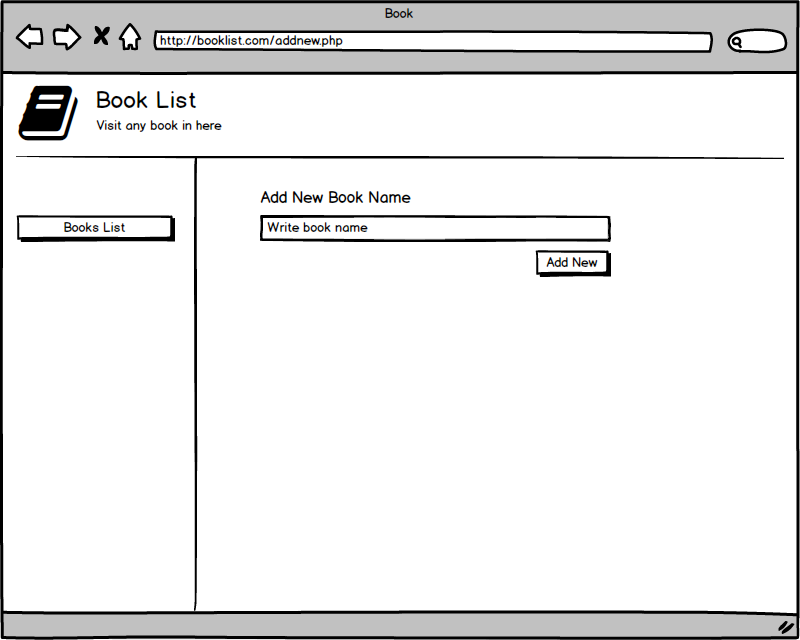 Book
http://booklist.com/addnew.php
Book List
Visit any book in here
Add New Book Name
Books List
Write book name
Add New